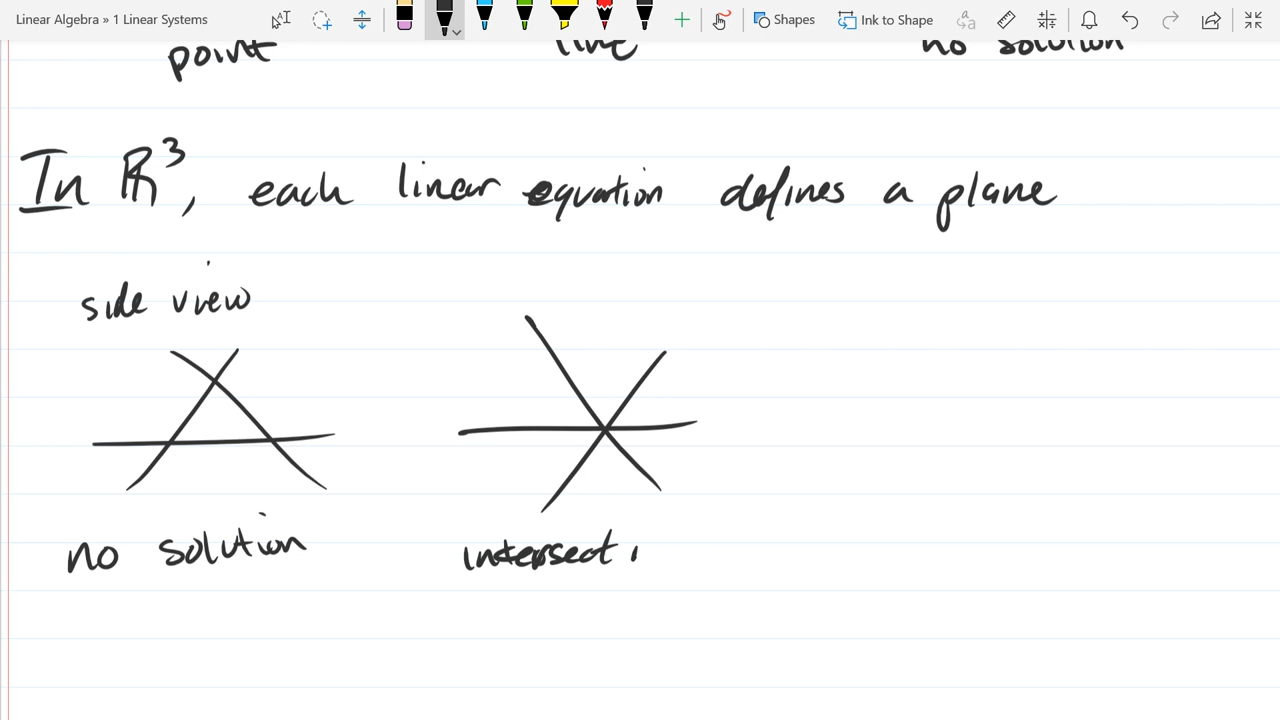 Linear Algebra » 1 Linear Systems
Shapes
Ink to Shape
point line no solution
In ℝ³, each linear equation defines a plane
side view
no solution intersect